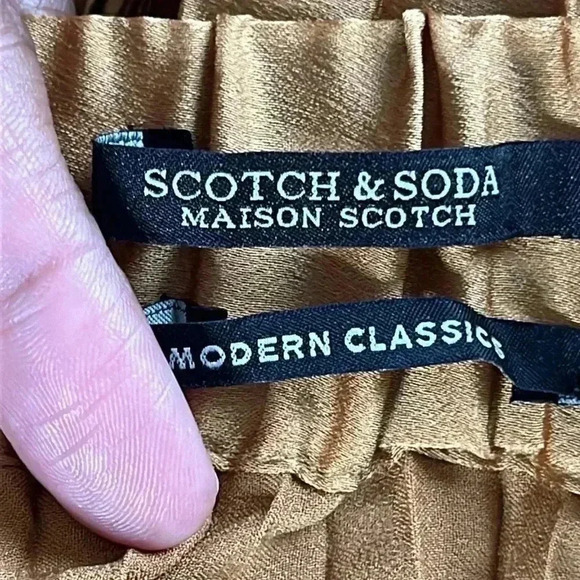 SCOTCH & SODA
MAISON SCOTCH
MODERN CLASSICS